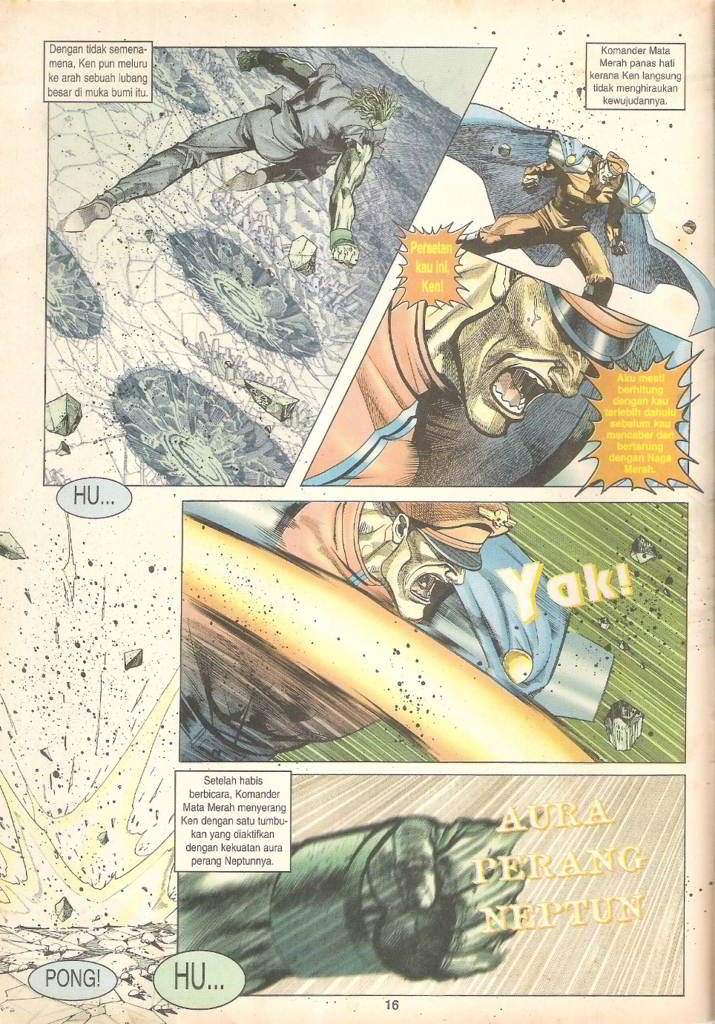 Dengan tidak semena-
mena, Ken pun meluru
ke arah sebuah lubang
besar di muka bumi itu.
Komander Mata
Merah panas hati
kerana Ken langsung
tidak menghiraukan
kewujudannya.
Persetan
kau ini,
Ken!
Aku mesti
berhitung
dengan kau
terlebih dahulu
sebelum kau
mencabar dan
bertarung
dengan Naga
Merah.
HU...
Yak!
Setelah habis
berbicara, Komander
Mata Merah menyerang
Ken dengan satu tumbu-
kan yang diaktifkan
dengan kekuatan aura
perang Neptunnya.
AURA
PERANG
NEPTUN
PONG!
HU...
16